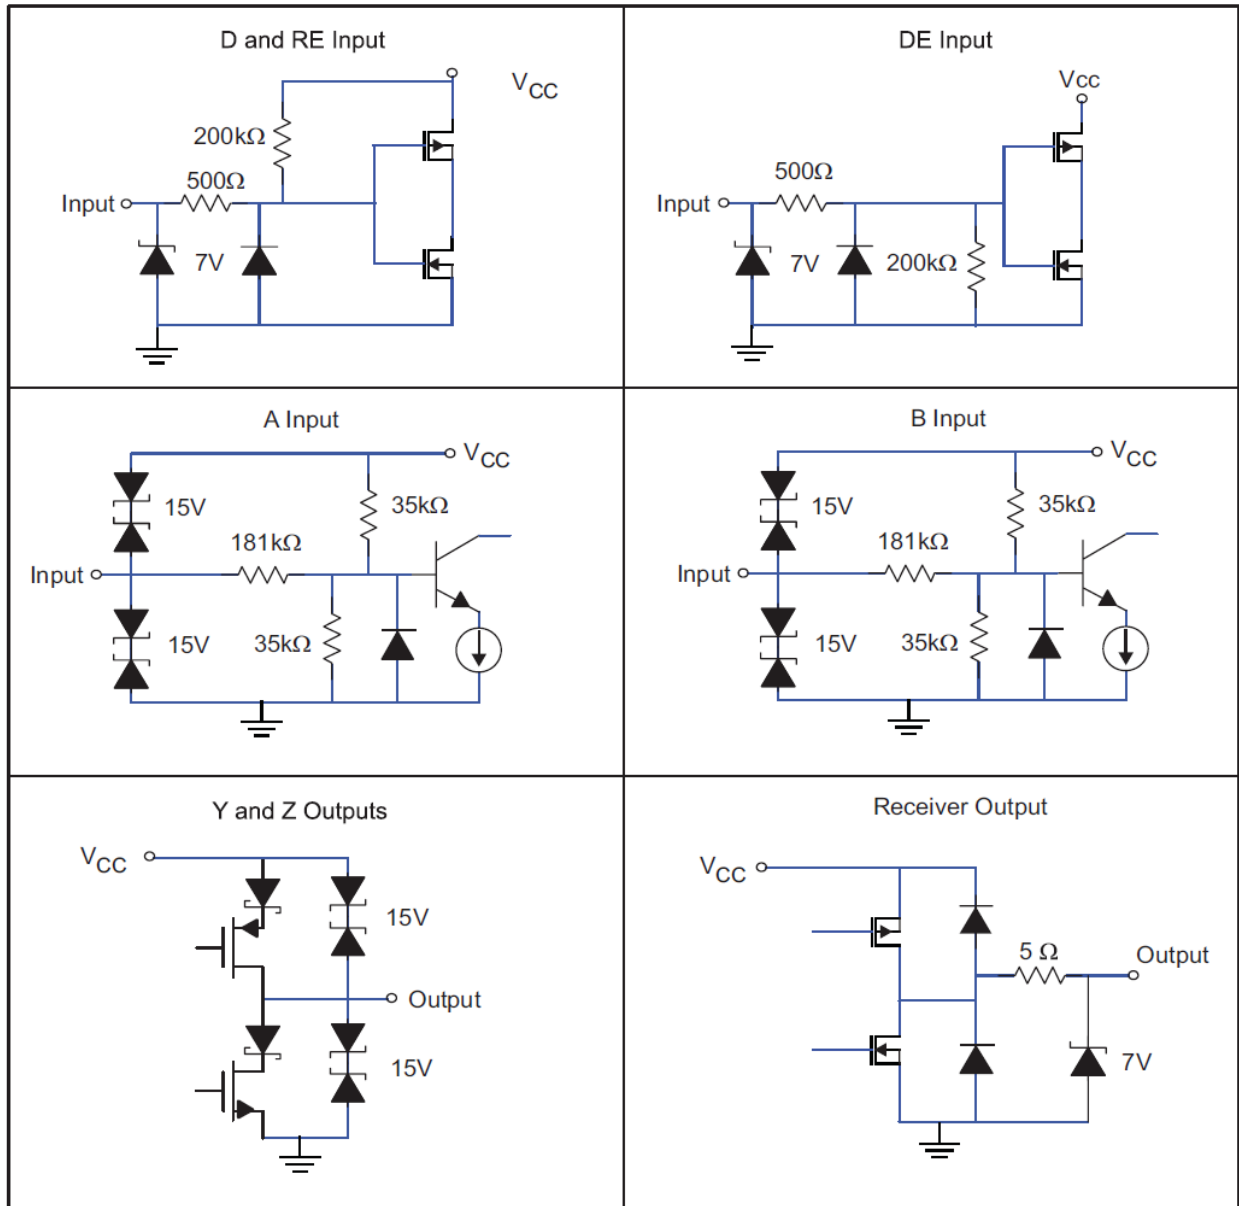 D and RE Input
VCC
200kΩ
500Ω
Input
7V
DE Input
Vcc
500Ω
Input
7V
200kΩ
A Input
VCC
15V
35kΩ
181kΩ
Input
15V
35kΩ
B Input
VCC
15V
35kΩ
181kΩ
Input
15V
35kΩ
Y and Z Outputs
VCC
15V
Output
15V
Receiver Output
VCC
5 Ω
Output
7V